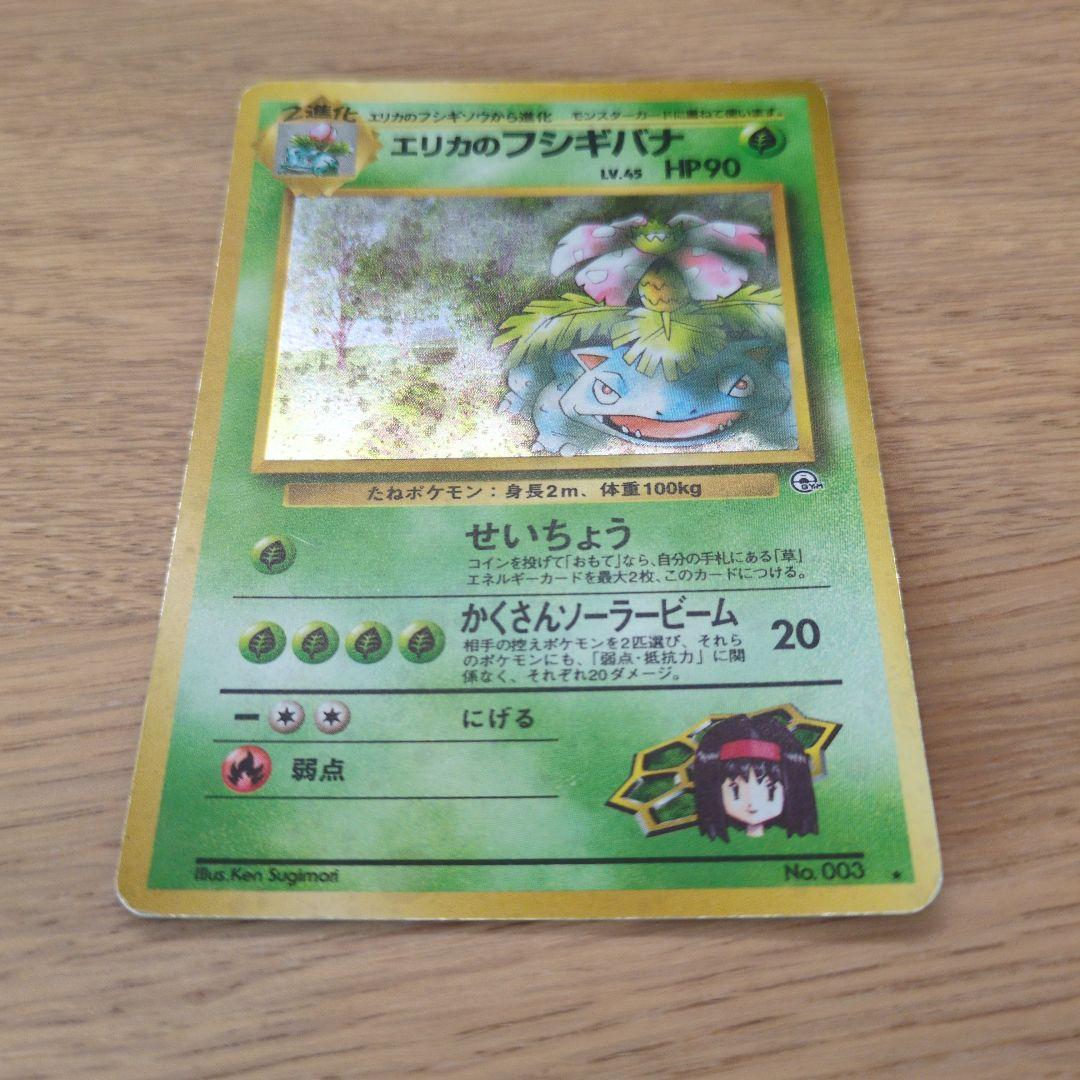 2進化 エリカのフシギソウから進化 モンスターカードに重ねて使います。
エリカのフシギバナ
LV.45 HP90
たねポケモン：身長2m、体重100kg
GYM
せいちょう
コインを投げて「おもて」なら、自分の手札にある「草」
エネルギーカードを最大2枚、このカードにつける。
かくさんソーラービーム 20
相手の控えポケモンを2匹選び、それら
のポケモンにも、「弱点・抵抗力」に関
係なく、それぞれ20ダメージ。
にげる
弱点
Illus. Ken Sugimori
No. 003